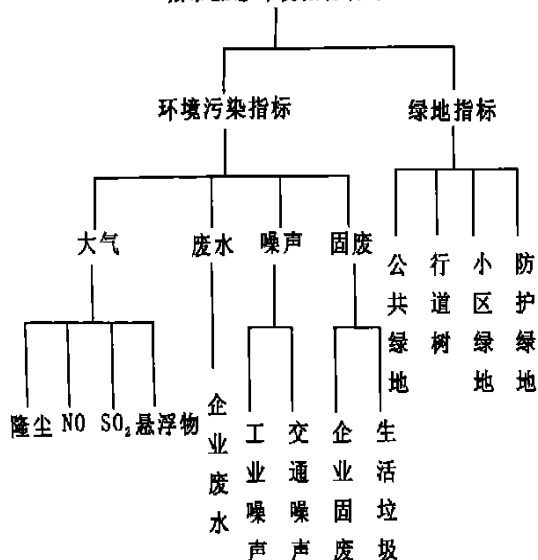 环境污染指标
绿地指标
大气
废水
噪声
固废
公共绿地
行道树
小区绿地
防护绿地
隆尘
NO
SO₂
悬浮物
企业废水
工业噪声
交通噪声
企业固废
生活垃圾